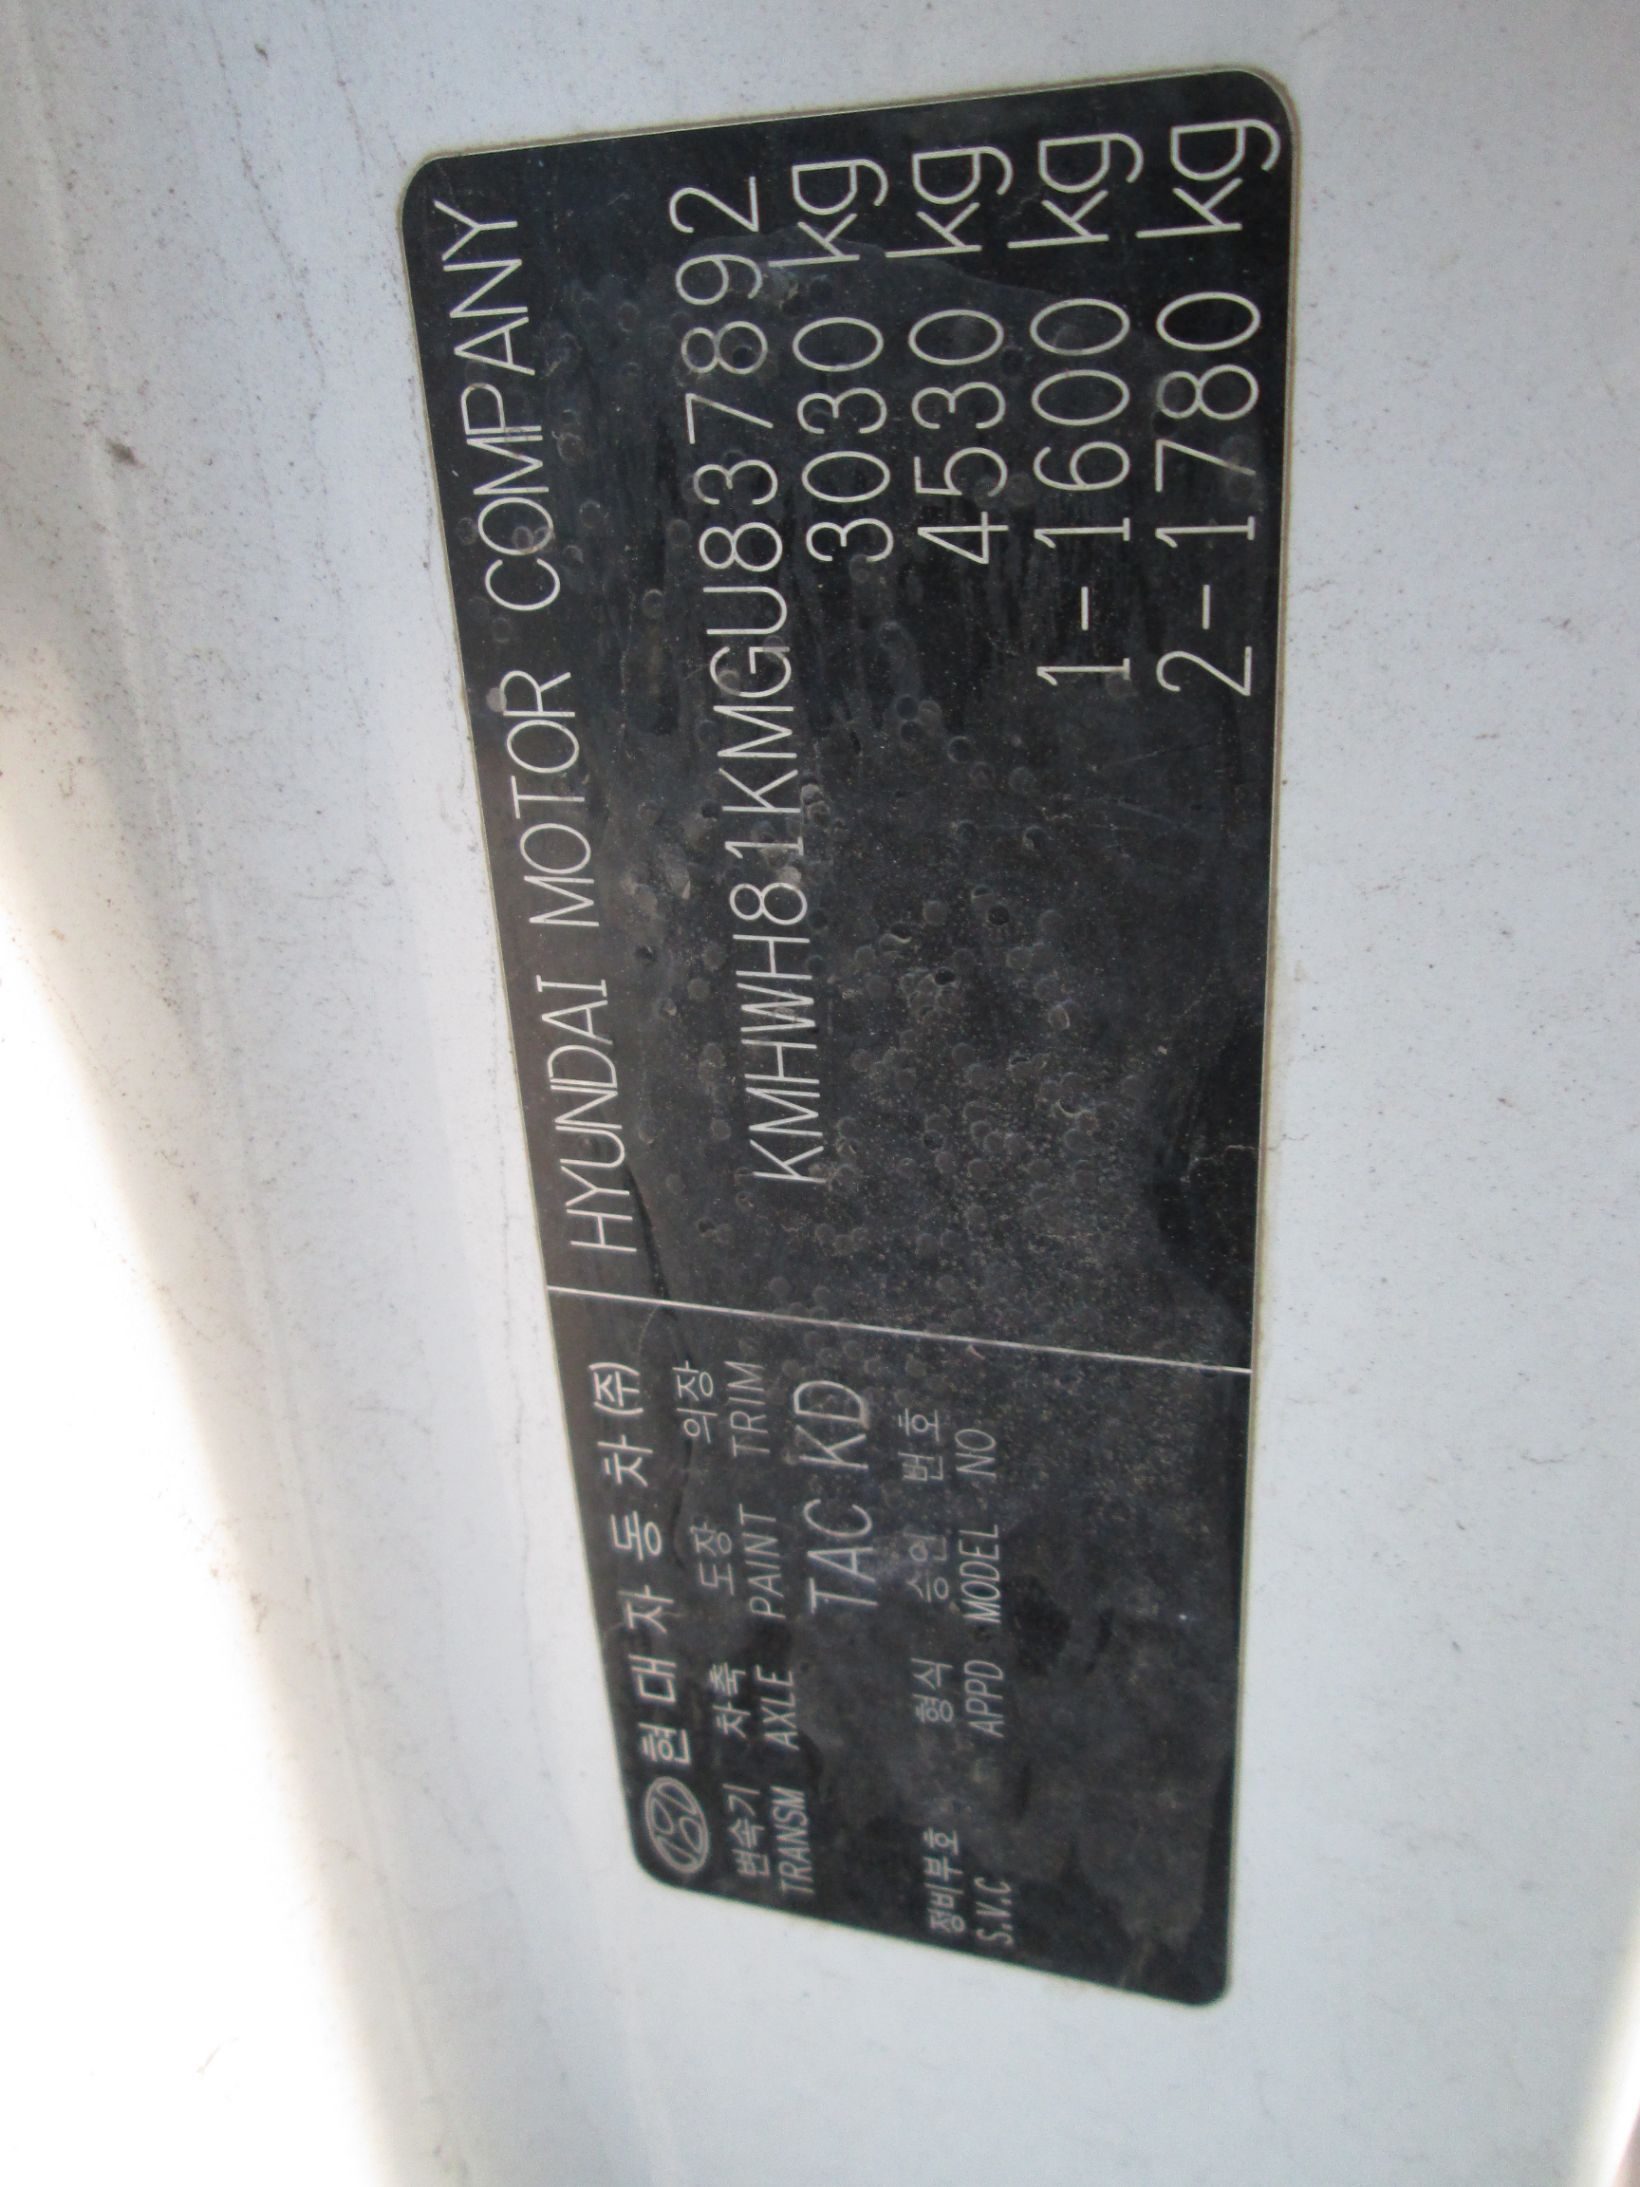 현대자동차(주)
변속기 차축 도장 의장
TRANSM AXLE PAINT TRIM
TAC KD
정비부호 형식 승인 번호
S.V.C APPD MODEL NO.
HYUNDAI MOTOR COMPANY
KMHWH81KMGU837892
3030 kg
4530 kg
1-1600 kg
2-1780 kg